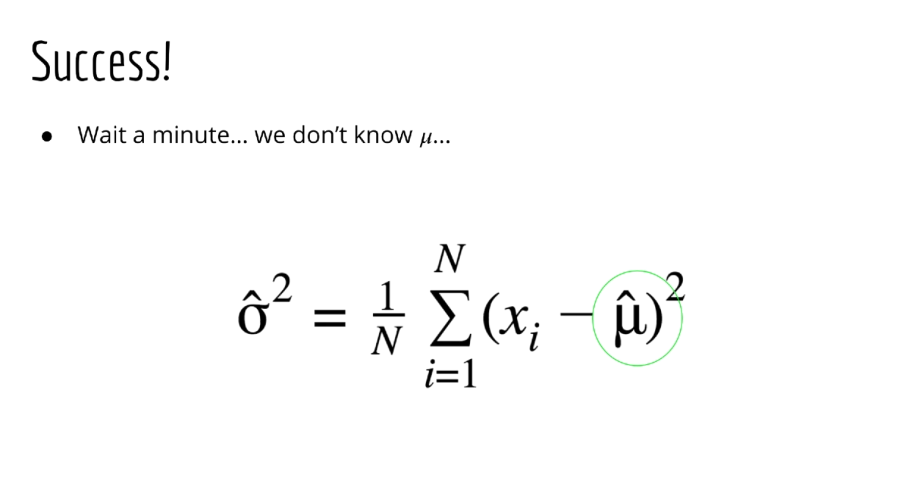 Success!
● Wait a minute... we don't know μ...
σ̂² = 1/N ∑_{i=1}^{N} (x_i − μ̂)²